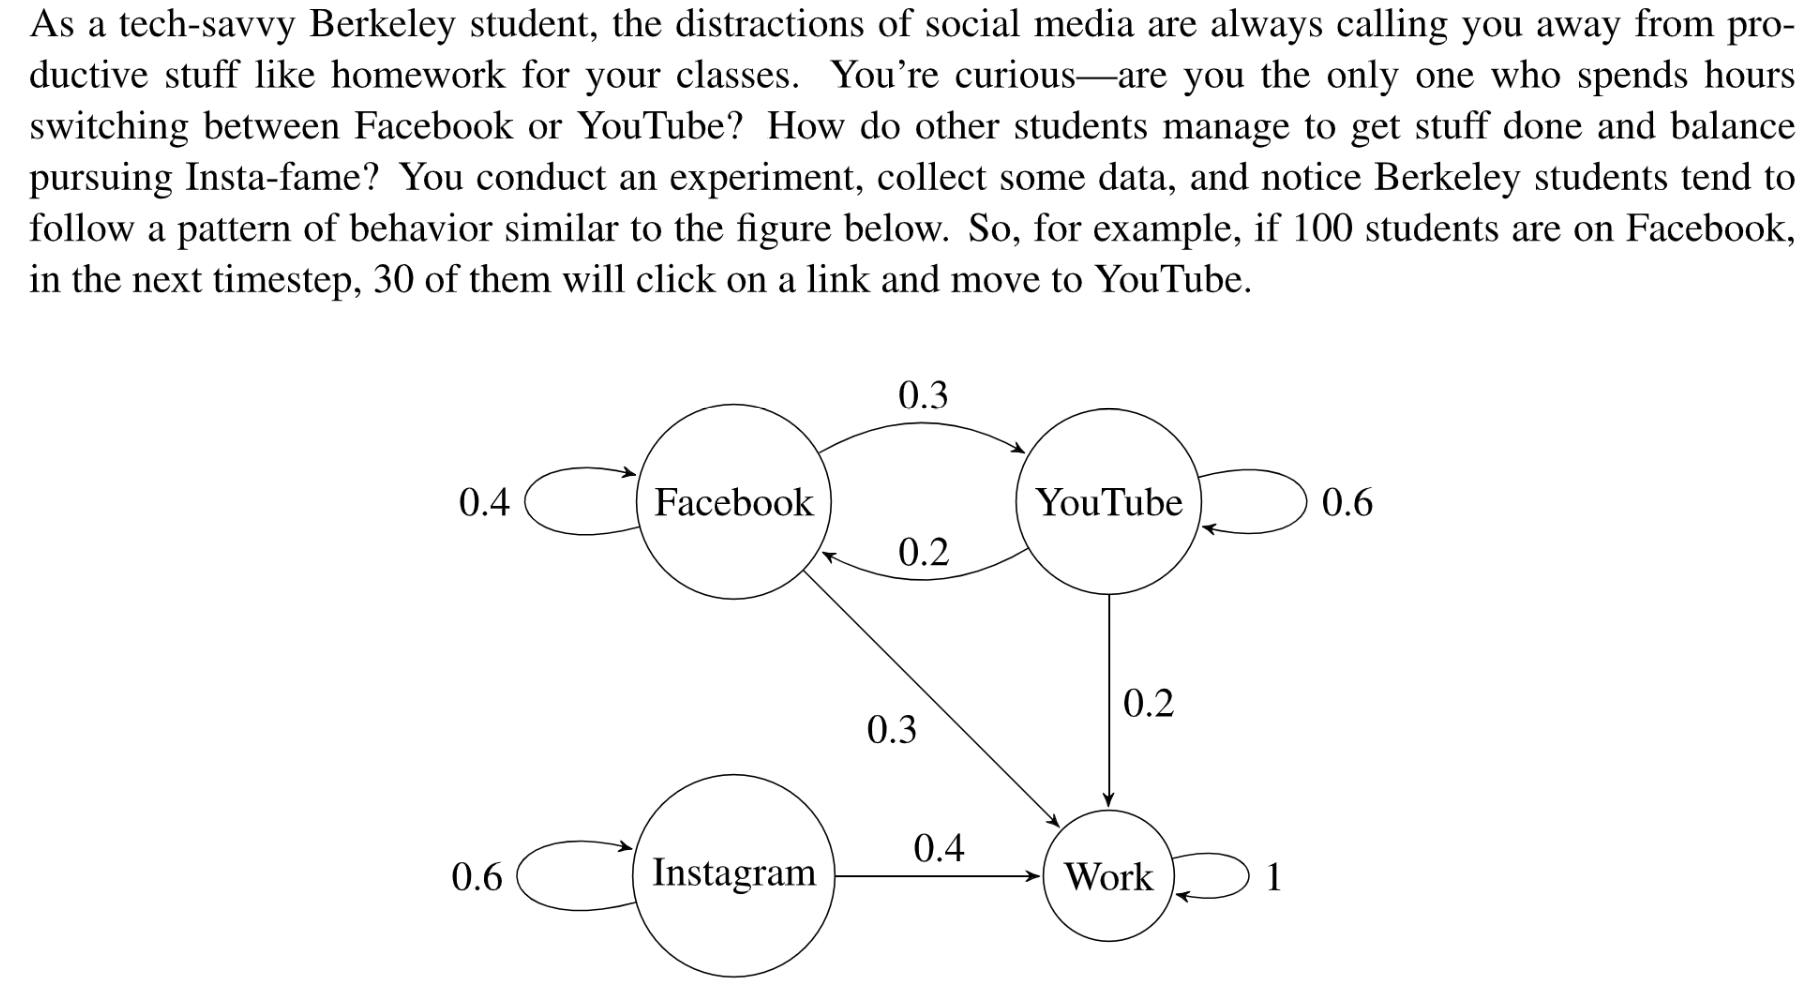 As a tech-savvy Berkeley student, the distractions of social media are always calling you away from pro-
ductive stuff like homework for your classes. You're curious—are you the only one who spends hours
switching between Facebook or YouTube? How do other students manage to get stuff done and balance
pursuing Insta-fame? You conduct an experiment, collect some data, and notice Berkeley students tend to
follow a pattern of behavior similar to the figure below. So, for example, if 100 students are on Facebook,
in the next timestep, 30 of them will click on a link and move to YouTube.
0.3
0.4 Facebook YouTube 0.6
0.2
0.2
0.3
0.4
0.6 Instagram Work 1